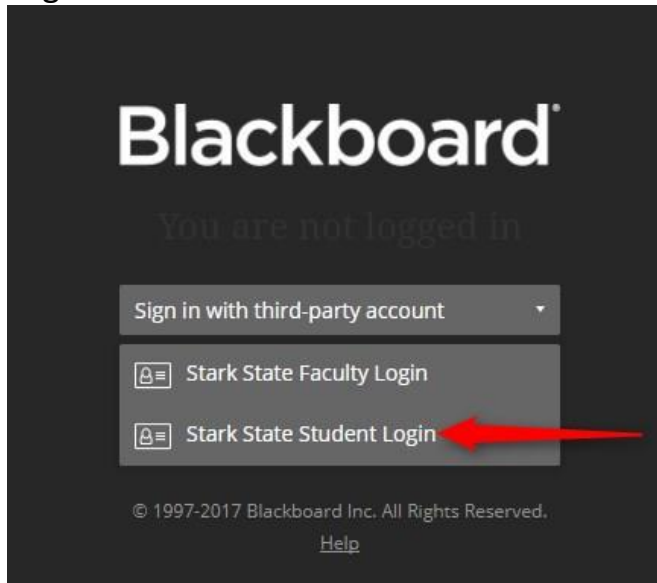 Blackboard®
You are not logged in
Sign in with third-party account
Stark State Faculty Login
Stark State Student Login
© 1997-2017 Blackboard Inc. All Rights Reserved.
Help